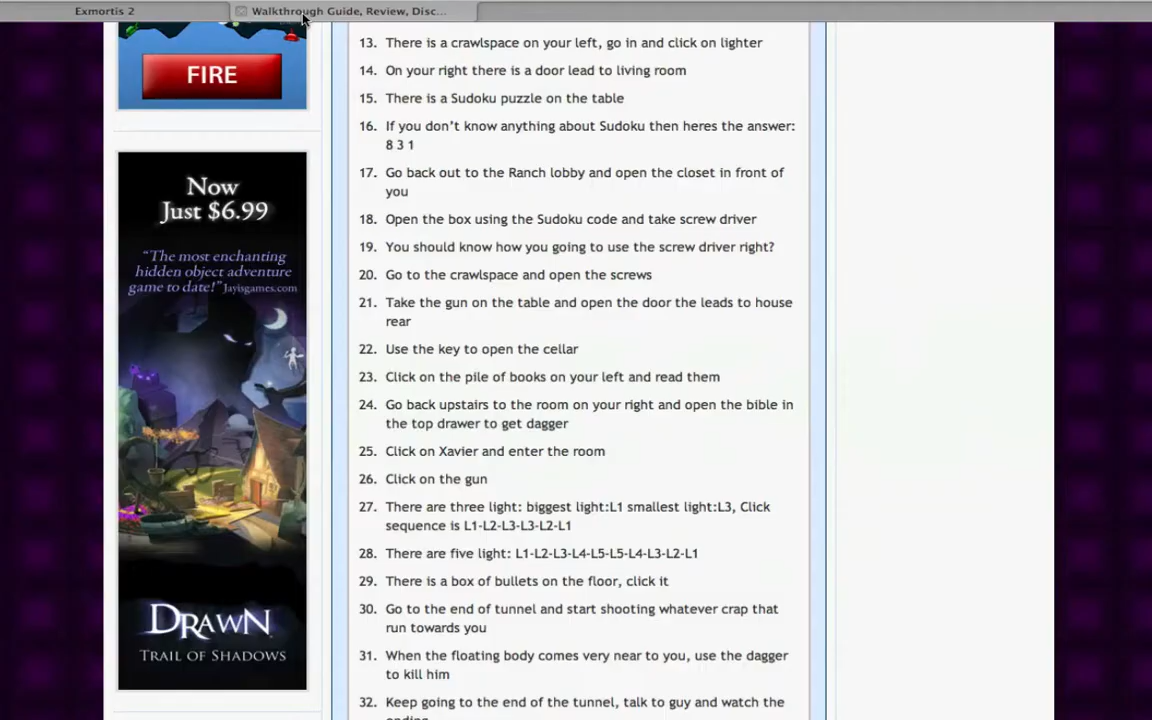 Exmortis 2
Walkthrough Guide, Review, Disc...
FIRE
Now
Just $6.99
“The most enchanting
hidden object adventure
game to date!” Jayisgames.com
DRAWN
TRAIL OF SHADOWS
13. There is a crawlspace on your left, go in and click on lighter
14. On your right there is a door lead to living room
15. There is a Sudoku puzzle on the table
16. If you don’t know anything about Sudoku then heres the answer:
8 3 1
17. Go back out to the Ranch lobby and open the closet in front of
you
18. Open the box using the Sudoku code and take screw driver
19. You should know how you going to use the screw driver right?
20. Go to the crawlspace and open the screws
21. Take the gun on the table and open the door the leads to house
rear
22. Use the key to open the cellar
23. Click on the pile of books on your left and read them
24. Go back upstairs to the room on your right and open the bible in
the top drawer to get dagger
25. Click on Xavier and enter the room
26. Click on the gun
27. There are three light: biggest light:L1 smallest light:L3, Click
sequence is L1-L2-L3-L3-L2-L1
28. There are five light: L1-L2-L3-L4-L5-L5-L4-L3-L2-L1
29. There is a box of bullets on the floor, click it
30. Go to the end of tunnel and start shooting whatever crap that
run towards you
31. When the floating body comes very near to you, use the dagger
to kill him
32. Keep going to the end of the tunnel, talk to guy and watch the